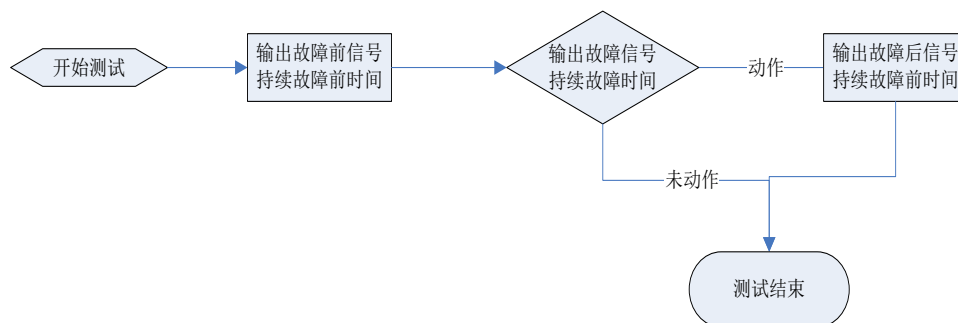 开始测试
输出故障前信号
持续故障前时间
输出故障信号
持续故障时间
动作
输出故障后信号
持续故障前时间
未动作
测试结束